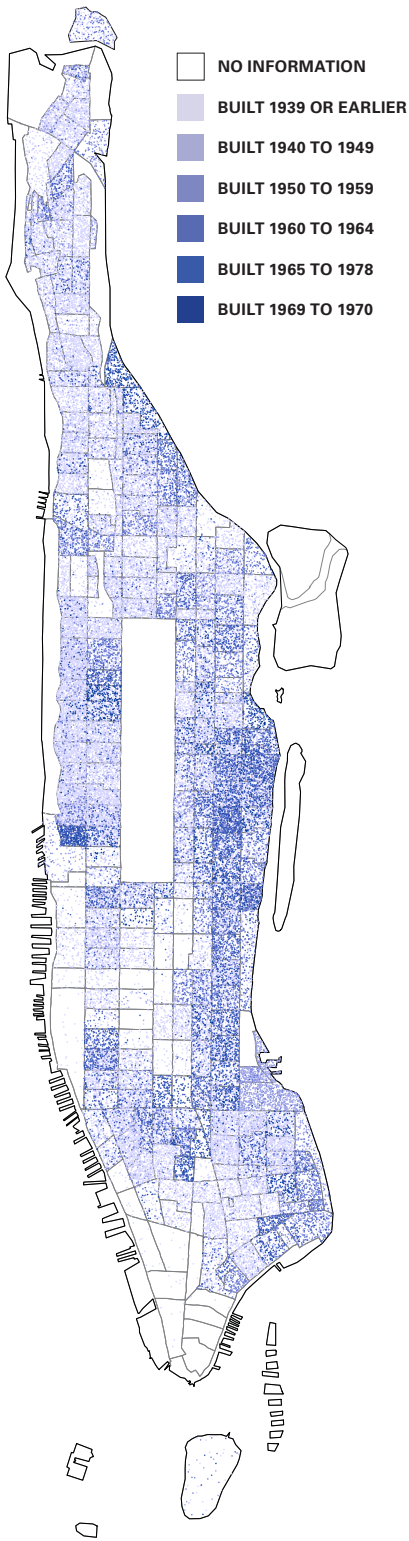 NO INFORMATION
BUILT 1939 OR EARLIER
BUILT 1940 TO 1949
BUILT 1950 TO 1959
BUILT 1960 TO 1964
BUILT 1965 TO 1978
BUILT 1969 TO 1970